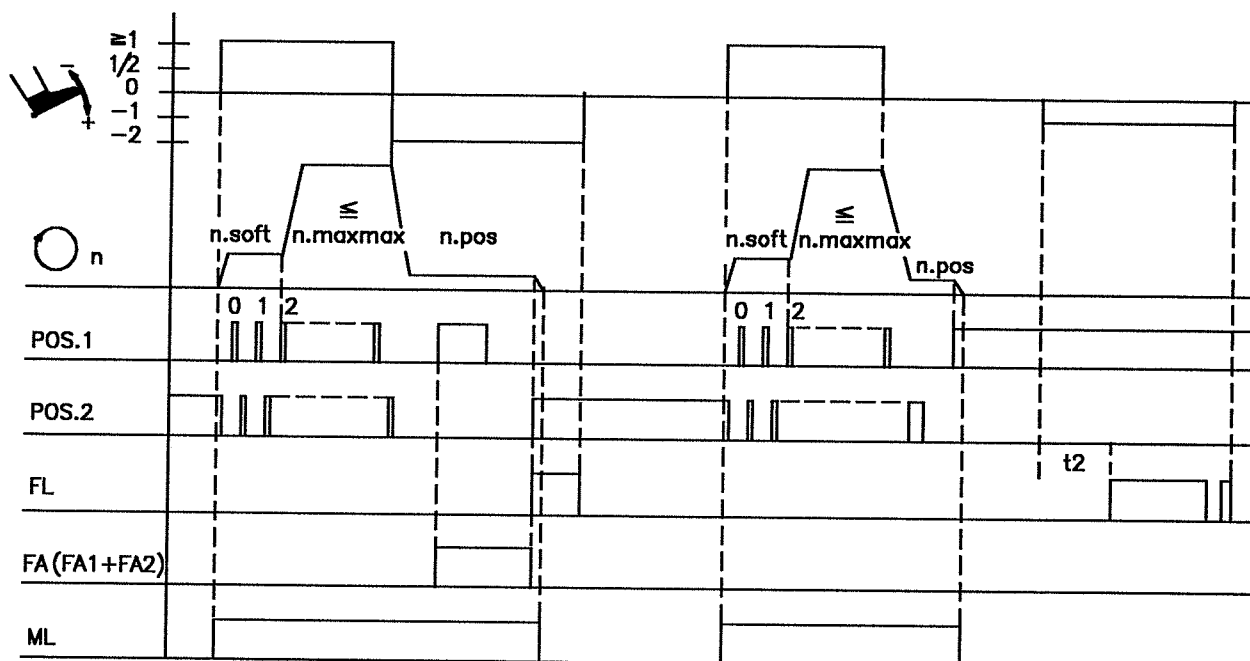 ≧1
1/2
0
-1
-2
−
+
≦
≦
n.soft n.maxmax n.pos
n.soft n.maxmax
n.pos
n
0 1 2
0 1 2
POS.1
POS.2
t2
FL
FA(FA1+FA2)
ML